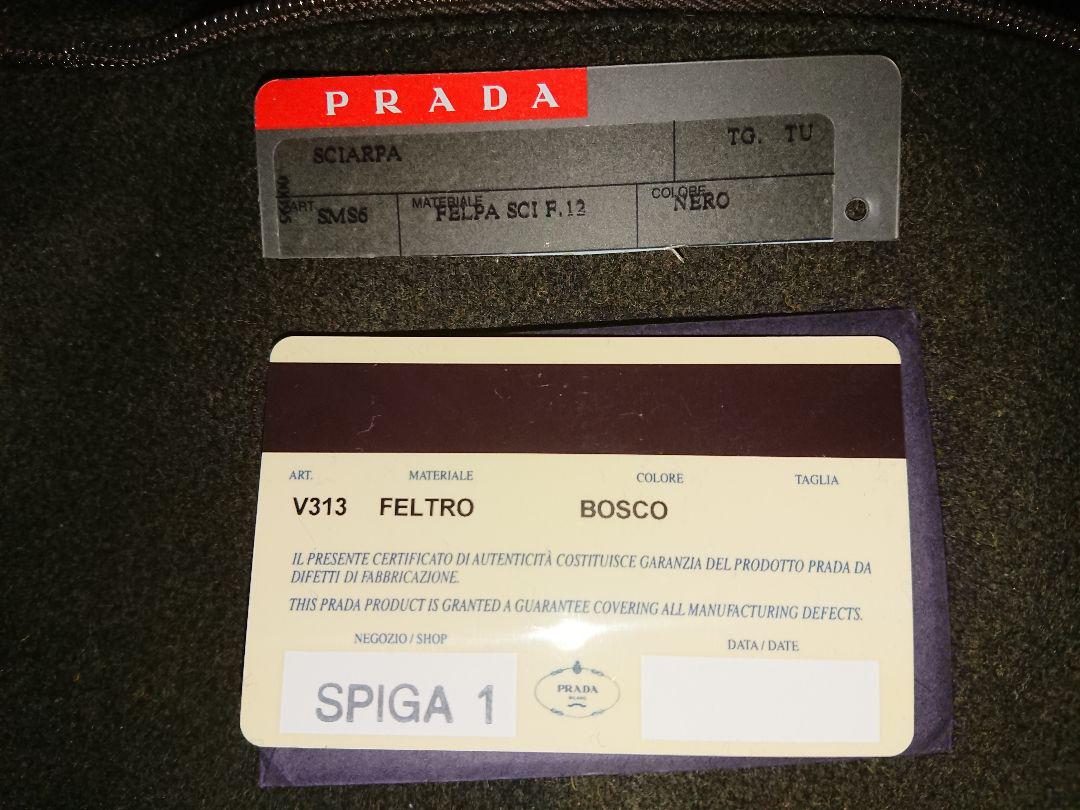 PRADA
SCIARPA
TG. TU
ART.
SMS6
MATERIALE
FELPA SCI F.12
COLORE
NERO
ART. MATERIALE COLORE TAGLIA
V313 FELTRO BOSCO
IL PRESENTE CERTIFICATO DI AUTENTICITÀ COSTITUISCE GARANZIA DEL PRODOTTO PRADA DA
DIFETTI DI FABBRICAZIONE.
THIS PRADA PRODUCT IS GRANTED A GUARANTEE COVERING ALL MANUFACTURING DEFECTS.
NEGOZIO / SHOP
DATA / DATE
SPIGA 1
PRADA
MILANO